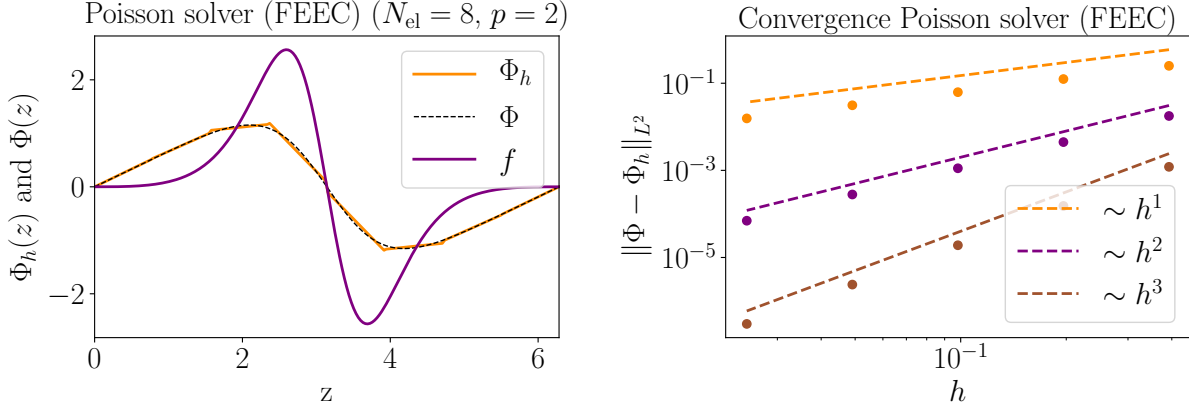 Poisson solver (FEEC) (N_el = 8, p = 2)
Φ_h(z) and Φ(z)
2
0
−2
Φ_h
Φ
f
0
2
4
6
z
Convergence Poisson solver (FEEC)
‖Φ − Φ_h‖_{L^2}
10^{−1}
10^{−3}
10^{−5}
∼ h^1
∼ h^2
∼ h^3
10^{−1}
h